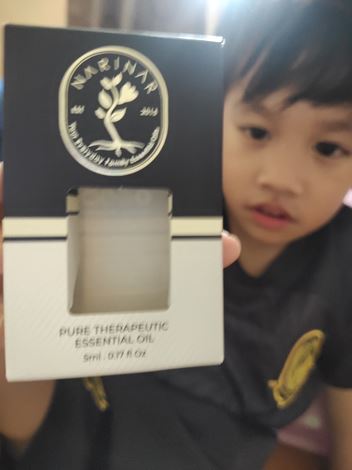 NARINAR
PURE THERAPEUTIC
ESSENTIAL OIL
5ml . 0.17 fl Oz